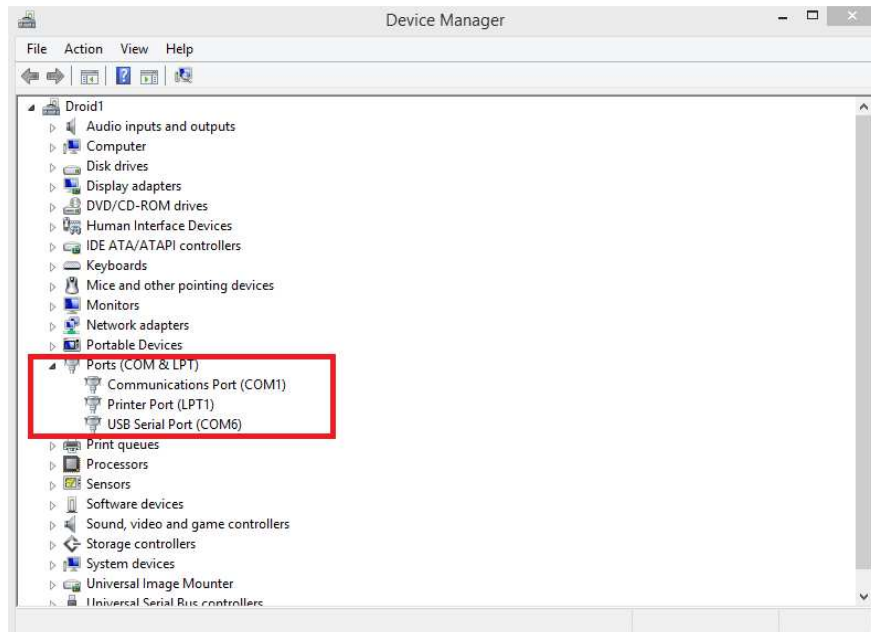 Device Manager
File Action View Help
Droid1
Audio inputs and outputs
Computer
Disk drives
Display adapters
DVD/CD-ROM drives
Human Interface Devices
IDE ATA/ATAPI controllers
Keyboards
Mice and other pointing devices
Monitors
Network adapters
Portable Devices
Ports (COM & LPT)
Communications Port (COM1)
Printer Port (LPT1)
USB Serial Port (COM6)
Print queues
Processors
Sensors
Software devices
Sound, video and game controllers
Storage controllers
System devices
Universal Image Mounter
Universal Serial Bus controllers